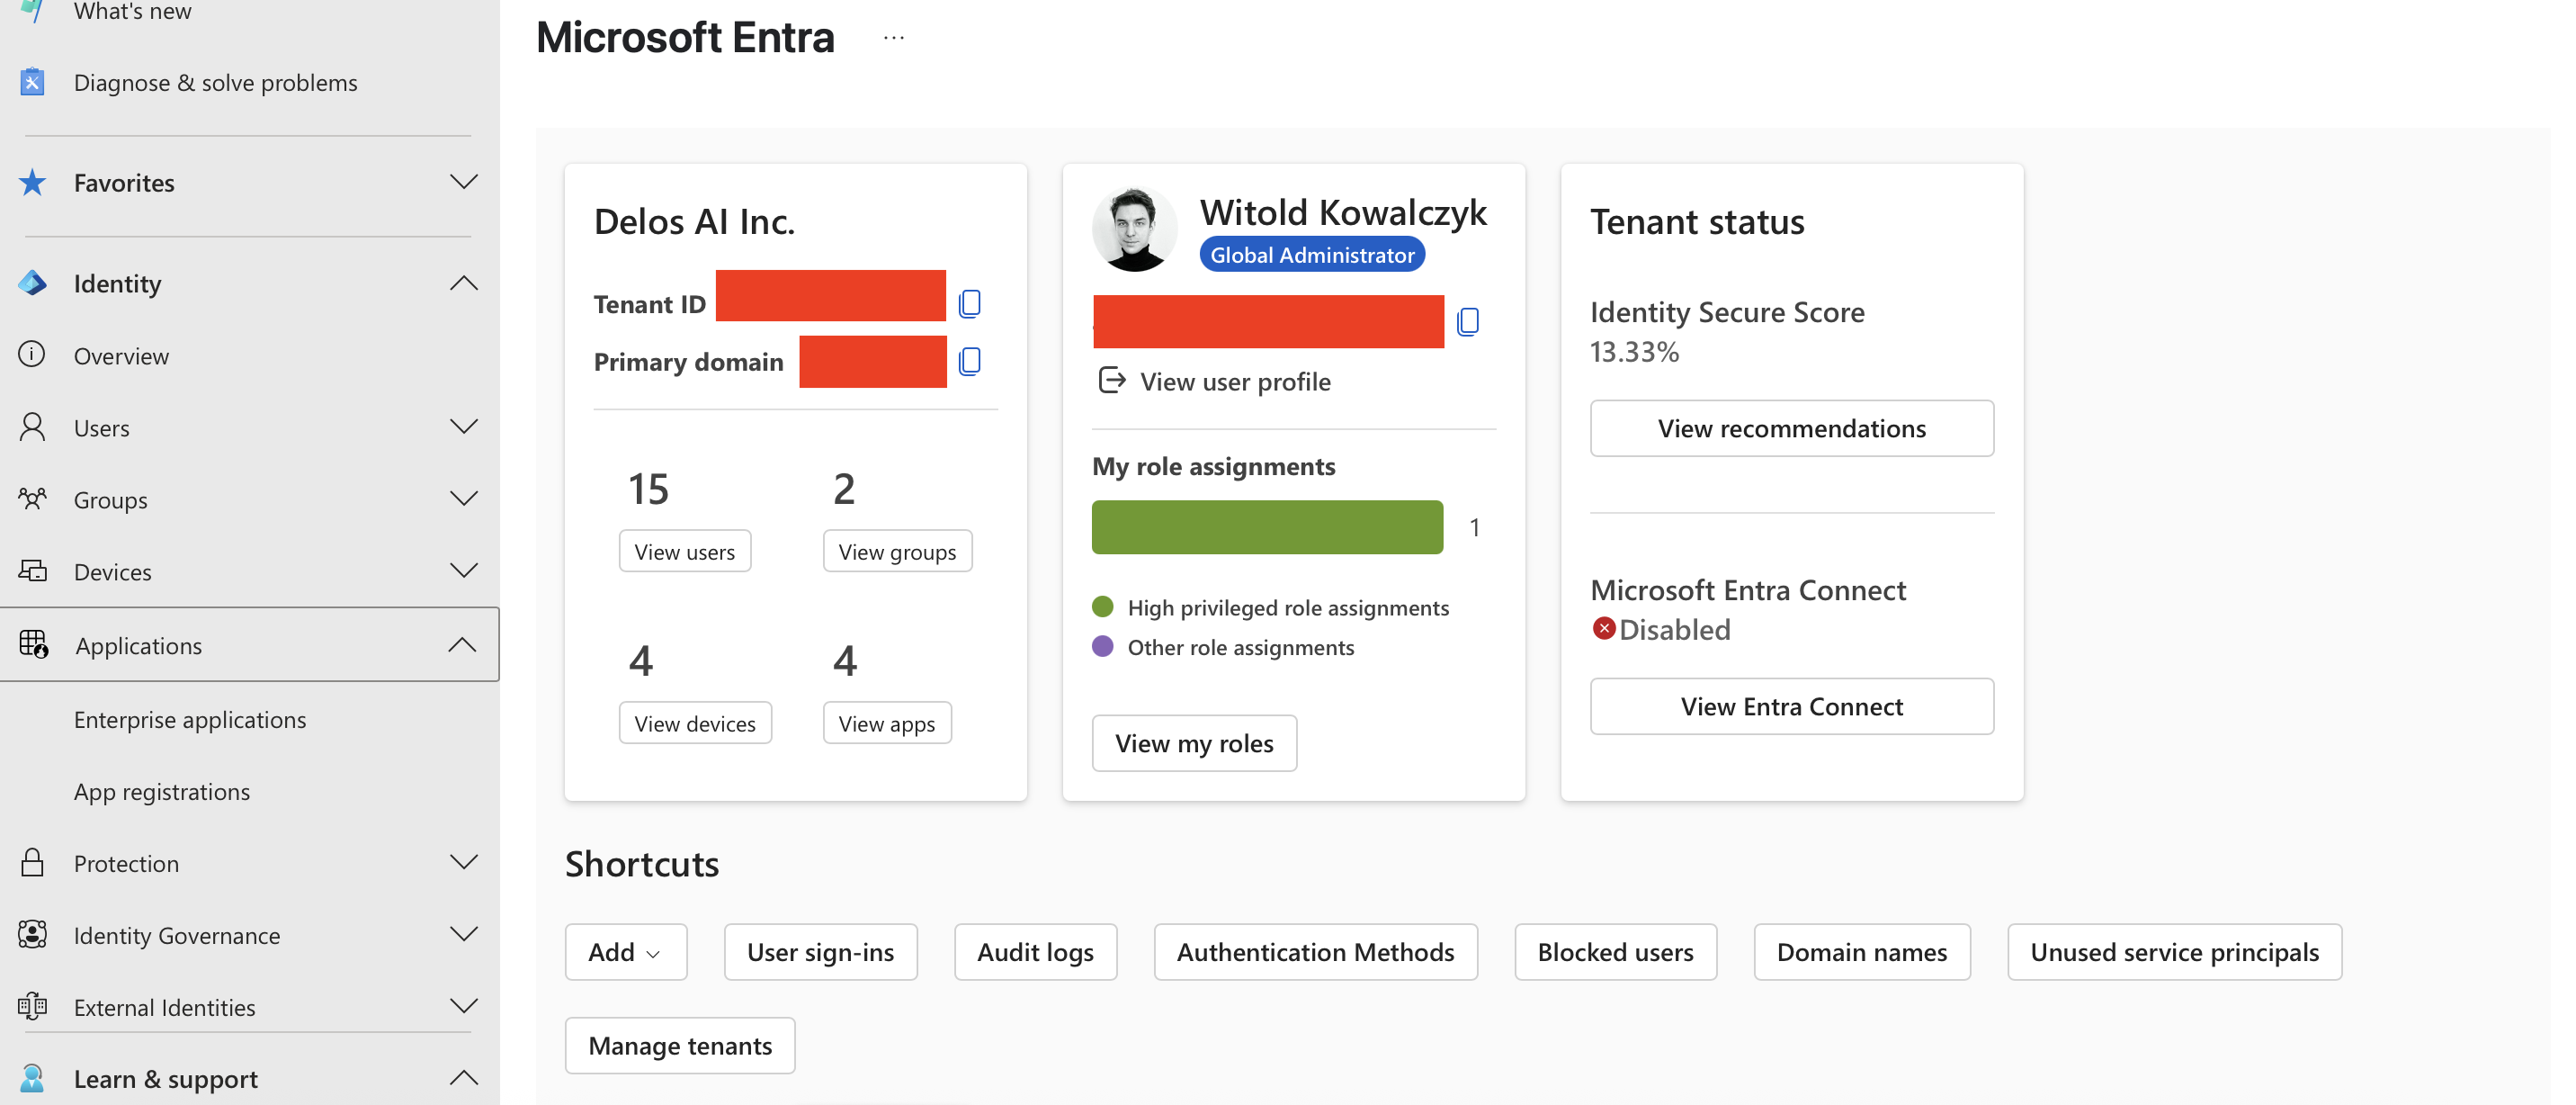 What's new
Diagnose & solve problems
Favorites
Identity
Overview
Users
Groups
Devices
Applications
Enterprise applications
App registrations
Protection
Identity Governance
External Identities
Learn & support
Microsoft Entra ...
Delos AI Inc.
Tenant ID
Primary domain
15
2
View users
View groups
4
4
View devices
View apps
Witold Kowalczyk
Global Administrator
View user profile
My role assignments
1
High privileged role assignments
Other role assignments
View my roles
Tenant status
Identity Secure Score
13.33%
View recommendations
Microsoft Entra Connect
Disabled
View Entra Connect
Shortcuts
Add
User sign-ins
Audit logs
Authentication Methods
Blocked users
Domain names
Unused service principals
Manage tenants